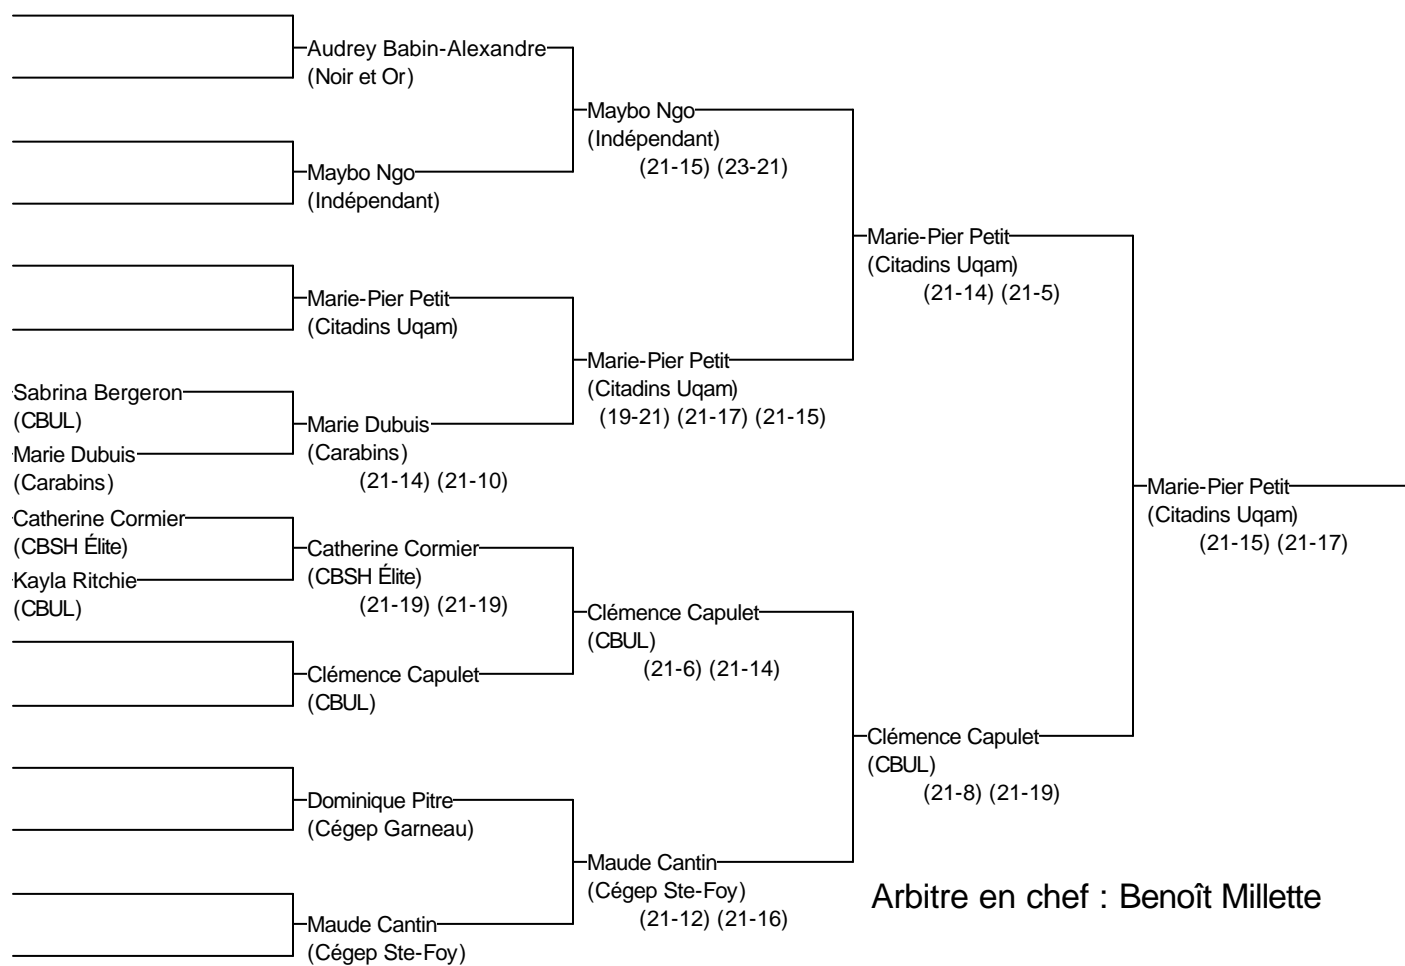 Sabrina Bergeron
(CBUL)
Marie Dubuis
(Carabins)
Catherine Cormier
(CBSH Élite)
Kayla Ritchie
(CBUL)
Audrey Babin-Alexandre
(Noir et Or)
Maybo Ngo
(Indépendant)
Marie-Pier Petit
(Citadins Uqam)
Marie Dubuis
(Carabins)
(21-14) (21-10)
Catherine Cormier
(CBSH Élite)
(21-19) (21-19)
Clémence Capulet
(CBUL)
Dominique Pitre
(Cégep Garneau)
Maude Cantin
(Cégep Ste-Foy)
Maybo Ngo
(Indépendant)
(21-15) (23-21)
Marie-Pier Petit
(Citadins Uqam)
(19-21) (21-17) (21-15)
Clémence Capulet
(CBUL)
(21-6) (21-14)
Maude Cantin
(Cégep Ste-Foy)
(21-12) (21-16)
Marie-Pier Petit
(Citadins Uqam)
(21-14) (21-5)
Clémence Capulet
(CBUL)
(21-8) (21-19)
Marie-Pier Petit
(Citadins Uqam)
(21-15) (21-17)
Arbitre en chef : Benoît Millette